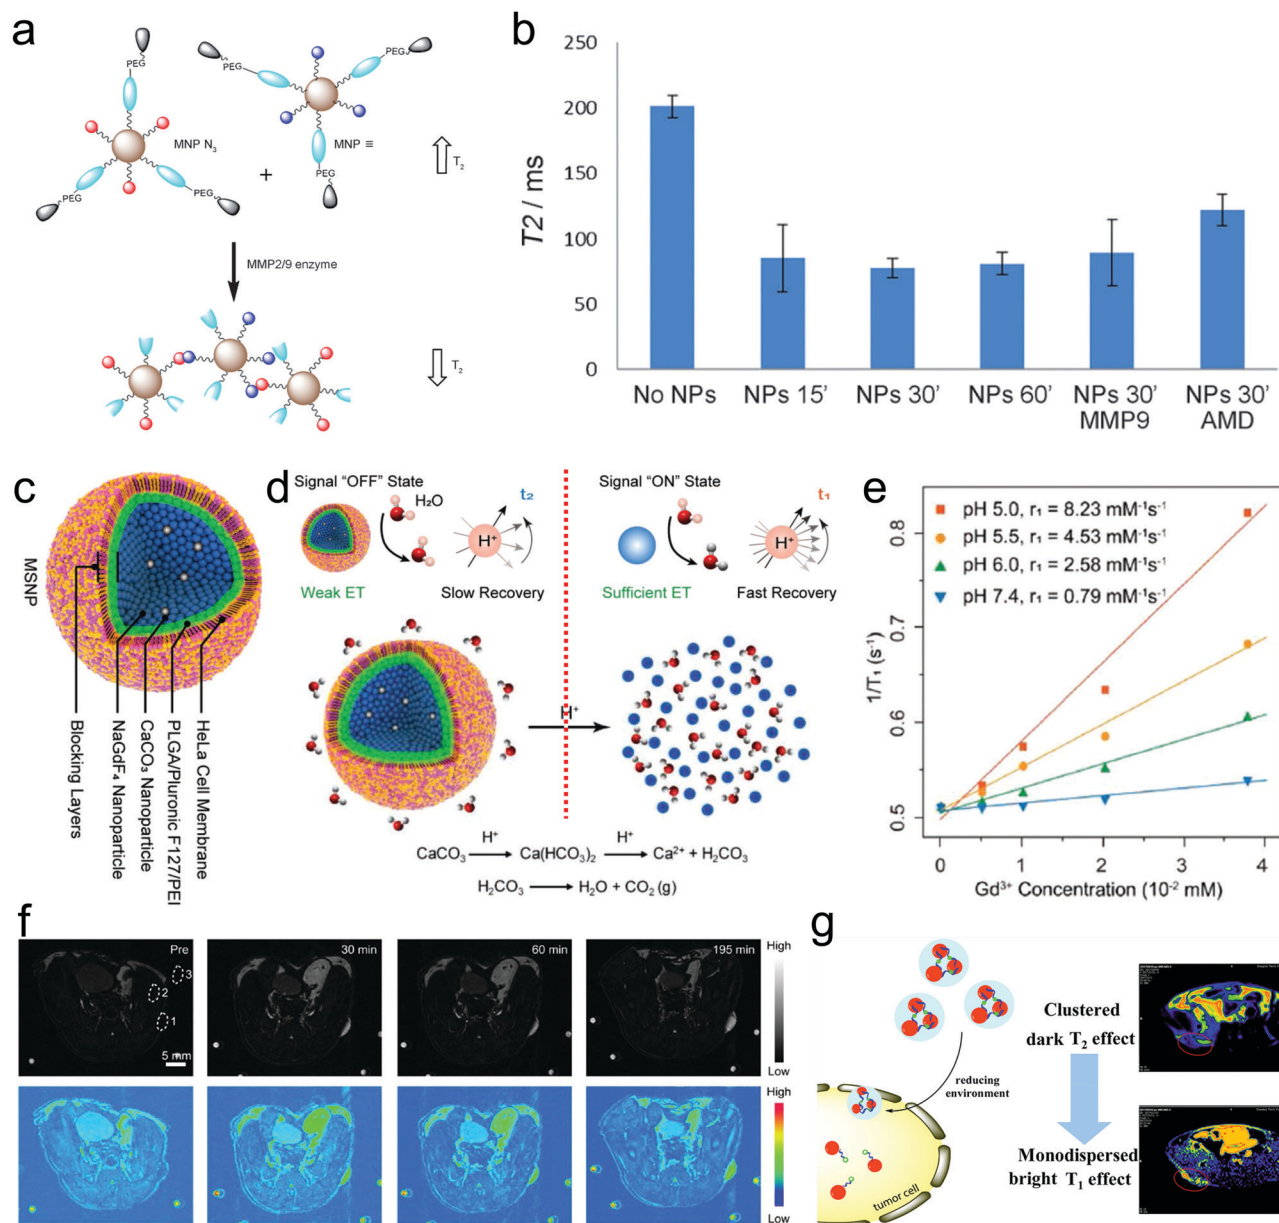 a
PEG
PEG
PEG
MNP N₃
MNP ≡
PEG
PEG
PEG
+
T₂
MMP2/9 enzyme
T₂
b
250
200
150
100
50
0
T2 / ms
No NPs
NPs 15'
NPs 30'
NPs 60'
NPs 30' MMP9
NPs 30' AMD
c
MSNP
Blocking Layers
NaGdF₄ Nanoparticle
CaCO₃ Nanoparticle
PLGA/Pluronic F127/PEI
HeLa Cell Membrane
d
Signal "OFF" State
H₂O
t₂
H⁺
Weak ET
Slow Recovery
Signal "ON" State
t₁
H⁺
Sufficient ET
Fast Recovery
H⁺
H⁺ H⁺
CaCO₃ Ca(HCO₃)₂ Ca²⁺ + H₂CO₃
H₂CO₃ H₂O + CO₂ (g)
e
pH 5.0, r₁ = 8.23 mM⁻¹s⁻¹
pH 5.5, r₁ = 4.53 mM⁻¹s⁻¹
pH 6.0, r₁ = 2.58 mM⁻¹s⁻¹
pH 7.4, r₁ = 0.79 mM⁻¹s⁻¹
0.8
0.7
0.6
0.5
1/T₁ (s⁻¹)
0 1 2 3 4
Gd³⁺ Concentration (10⁻² mM)
f
Pre
3
2
1
5 mm
30 min
60 min
195 min
High
Low
High
Low
g
Clustered
dark T₂ effect
reducing
environment
tumor cell
Monodispersed
bright T₁ effect